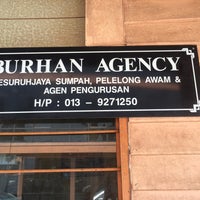 BURHAN AGENCY
PESURUHJAYA SUMPAH, PELELONG AWAM &
AGEN PENGURUSAN
H/P : 013 - 9271250